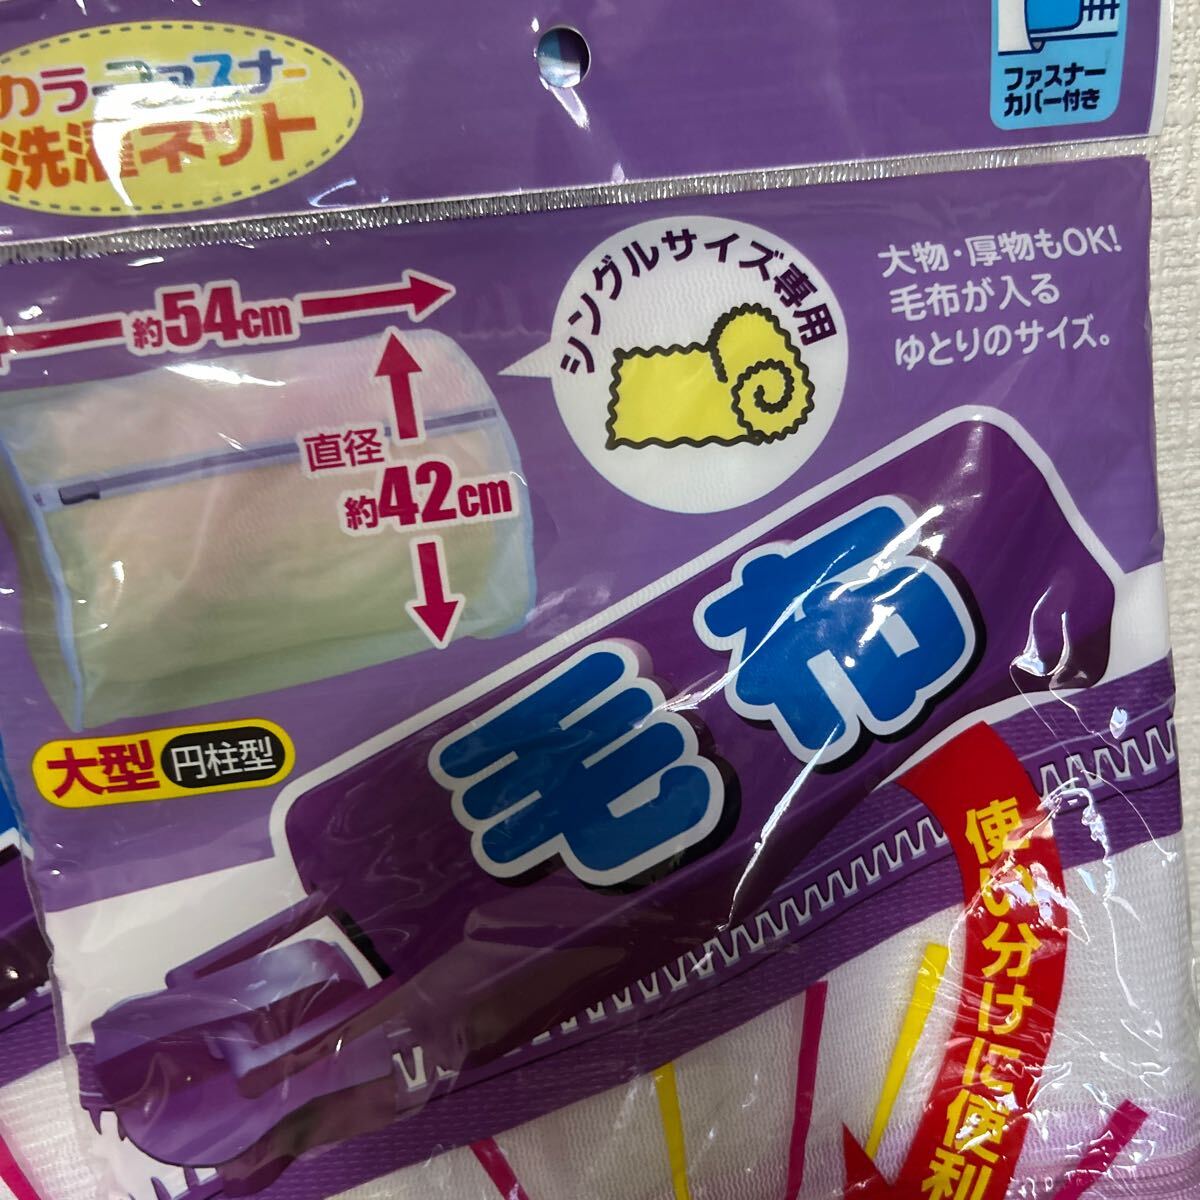 カラーファスナー
洗濯ネット
ファスナー
カバー付き
約54cm
直径
約42cm
シングルサイズ専用
大物・厚物もOK!
毛布が入る
ゆとりのサイズ。
大型 円柱型
毛布
使い分けに便利